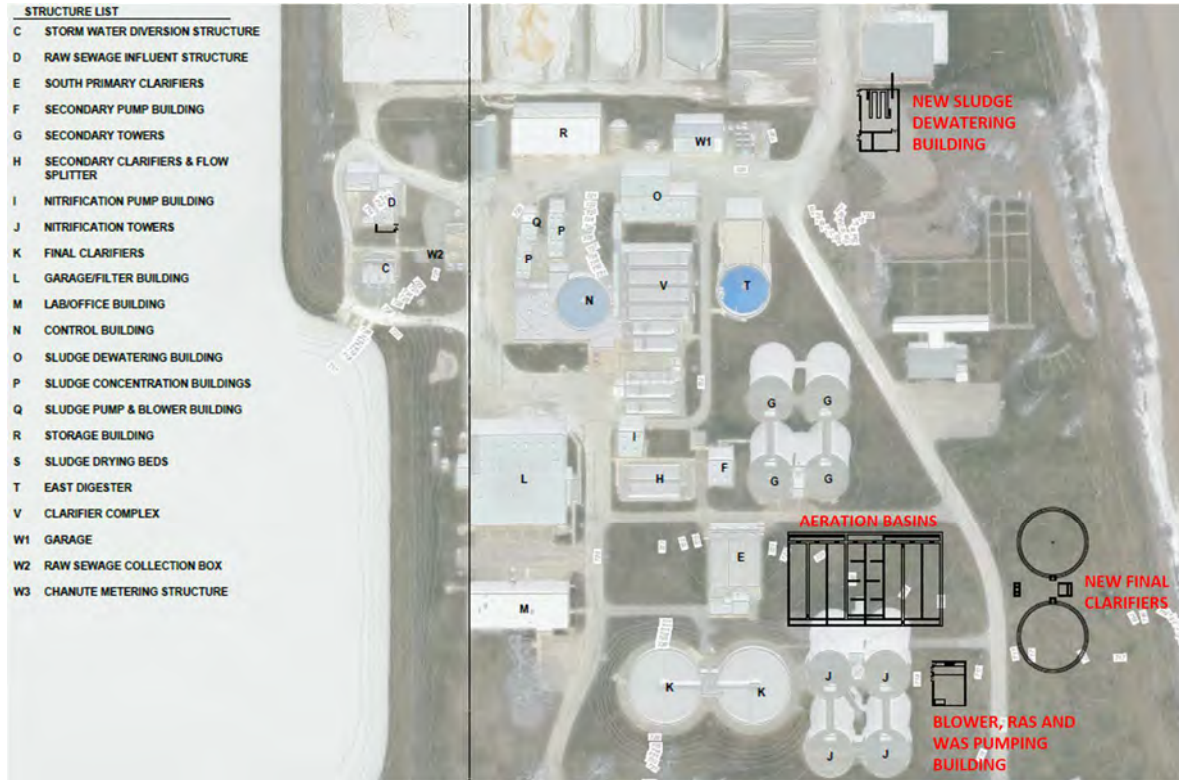 STRUCTURE LIST
C STORM WATER DIVERSION STRUCTURE
D RAW SEWAGE INFLUENT STRUCTURE
E SOUTH PRIMARY CLARIFIERS
F SECONDARY PUMP BUILDING
G SECONDARY TOWERS
H SECONDARY CLARIFIERS & FLOW
SPLITTER
I NITRIFICATION PUMP BUILDING
J NITRIFICATION TOWERS
K FINAL CLARIFIERS
L GARAGE/FILTER BUILDING
M LAB/OFFICE BUILDING
N CONTROL BUILDING
O SLUDGE DEWATERING BUILDING
P SLUDGE CONCENTRATION BUILDINGS
Q SLUDGE PUMP & BLOWER BUILDING
R STORAGE BUILDING
S SLUDGE DRYING BEDS
T EAST DIGESTER
V CLARIFIER COMPLEX
W1 GARAGE
W2 RAW SEWAGE COLLECTION BOX
W3 CHANUTE METERING STRUCTURE
NEW SLUDGE
DEWATERING
BUILDING
R
W1
D
O
Q
P
P
C
W2
N
V
T
G
G
I
F
L
H
G
G
AERATION BASINS
E
NEW FINAL
CLARIFIERS
M
K
K
J
J
BLOWER, RAS AND
WAS PUMPING
BUILDING
J
J